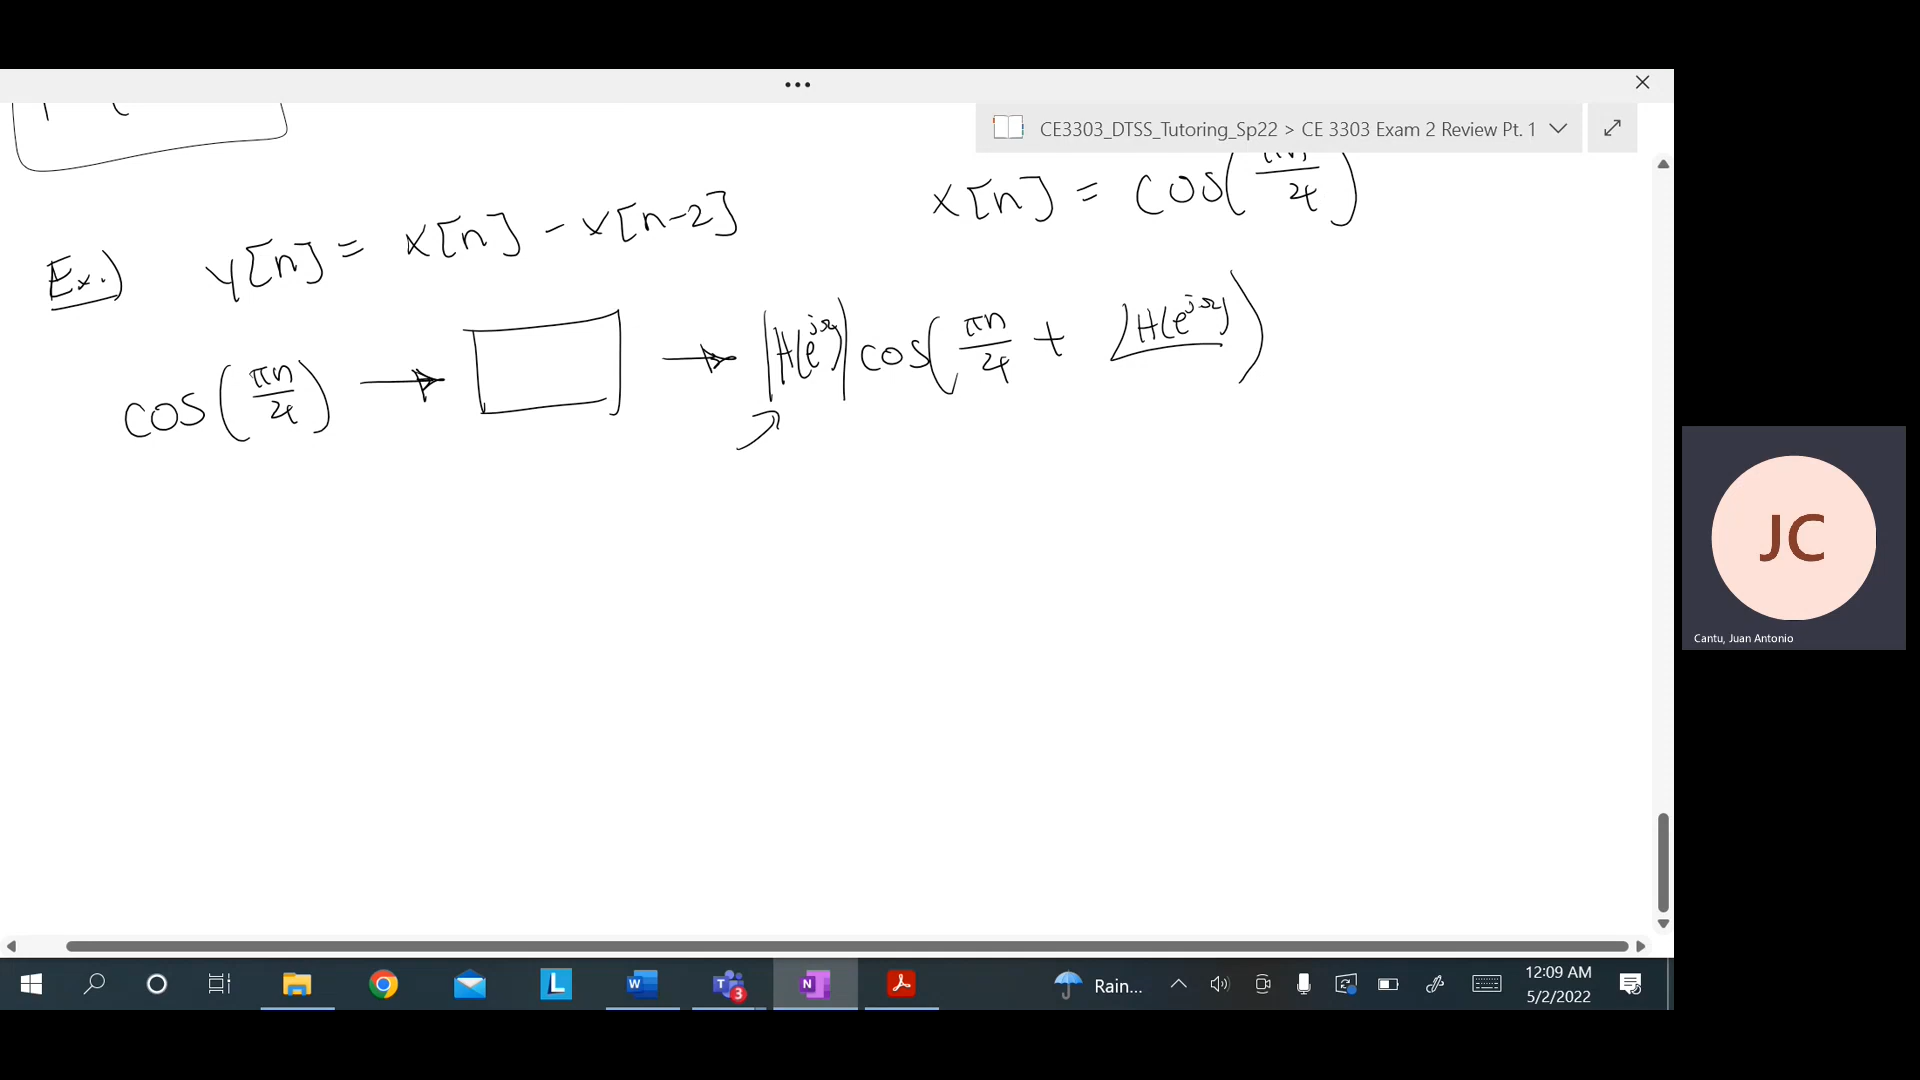 •••
CE3303_DTSS_Tutoring_Sp22 > CE 3303 Exam 2 Review Pt. 1
Ex.) y[n] = x[n] - x[n-2]
x[n] = cos(πn/4)
cos(πn/4) → |H(e^jΩ)| cos(πn/4 + ∠H(e^jΩ))
JC
Cantu, Juan Antonio
L
W
T 3
N
Rain...
12:09 AM
5/2/2022